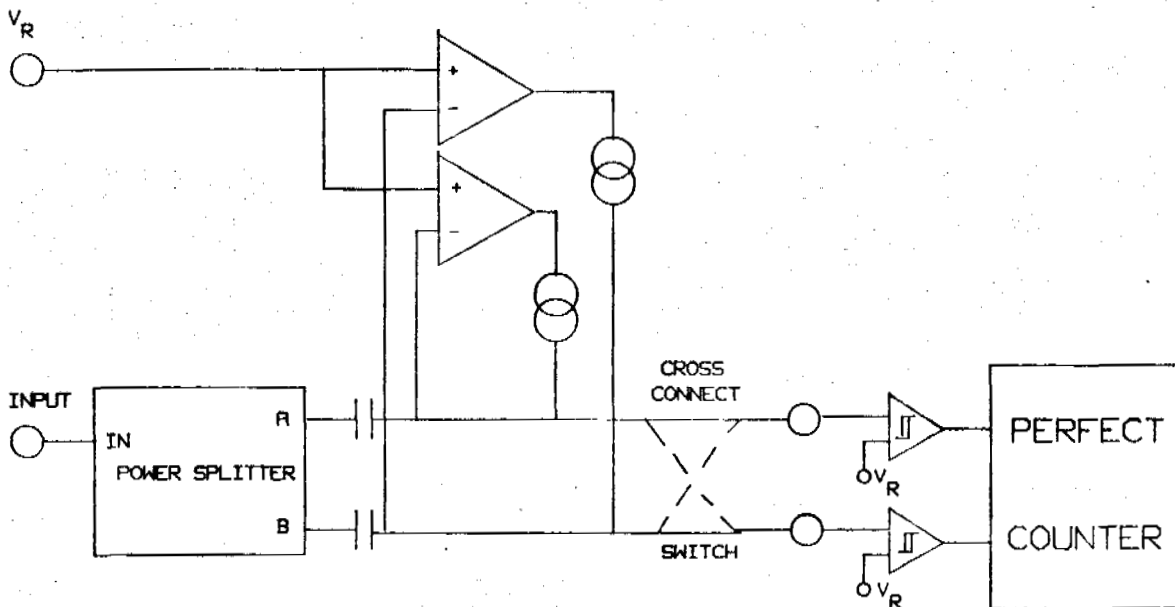 V_R
+
-
+
-
INPUT
IN
A
POWER SPLITTER
B
CROSS
CONNECT
SWITCH
V_R
V_R
PERFECT
COUNTER